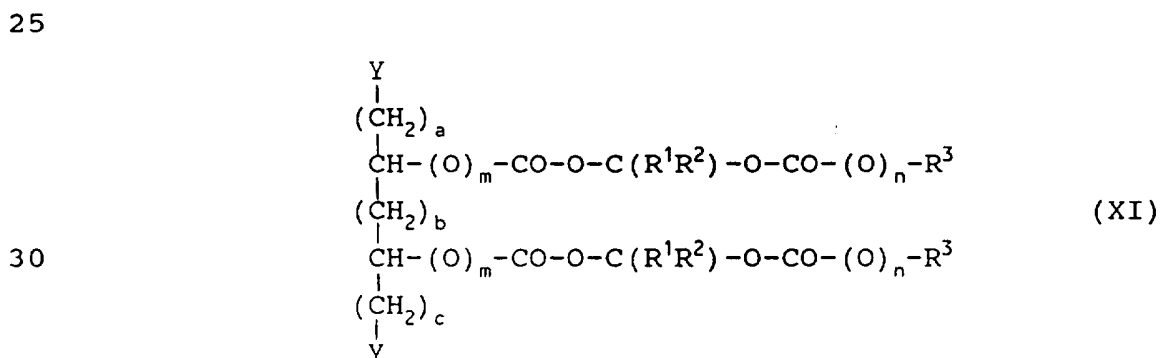 25
Y
(CH₂)ₐ
CH-(O)ₘ-CO-O-C(R¹R²)-O-CO-(O)ₙ-R³
(CH₂)b
(XI)
30 CH-(O)ₘ-CO-O-C(R¹R²)-O-CO-(O)ₙ-R³
(CH₂)c
Y